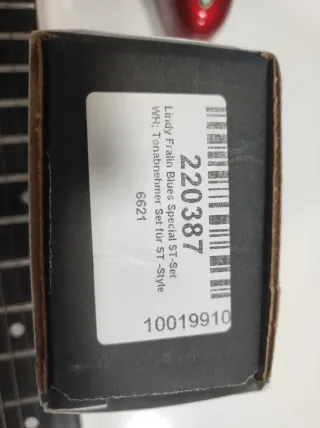 220387
Lindy Fralin Blues Special ST-Set
WH; Tonabnehmer Set für ST -Style
6621
10019910